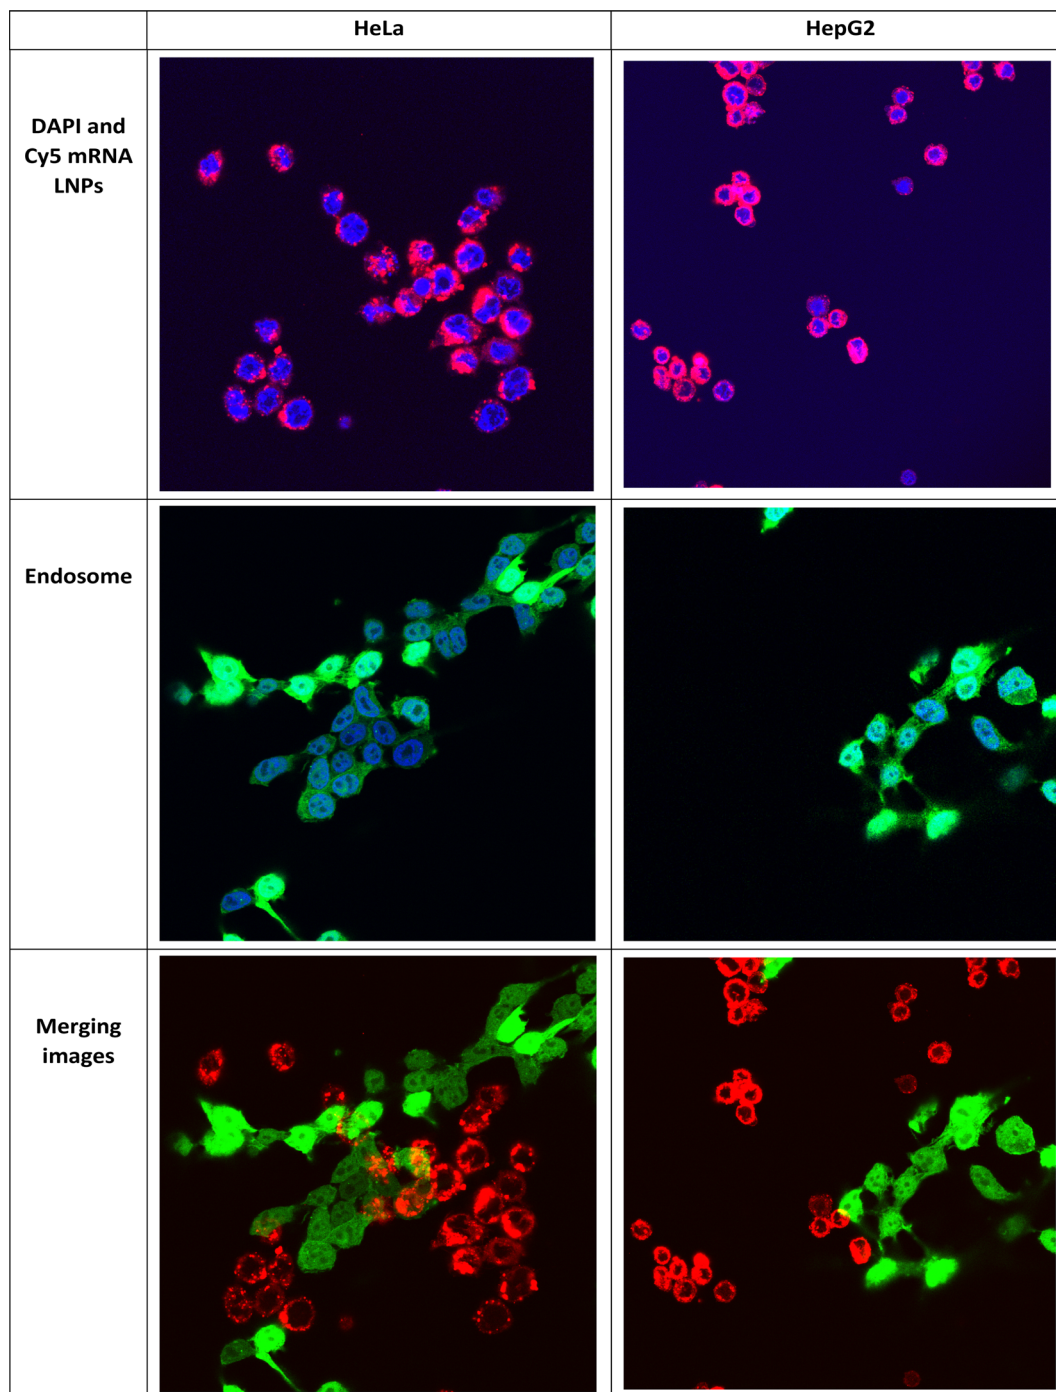 HeLa
HepG2
DAPI and
Cy5 mRNA
LNPs
Endosome
Merging
images